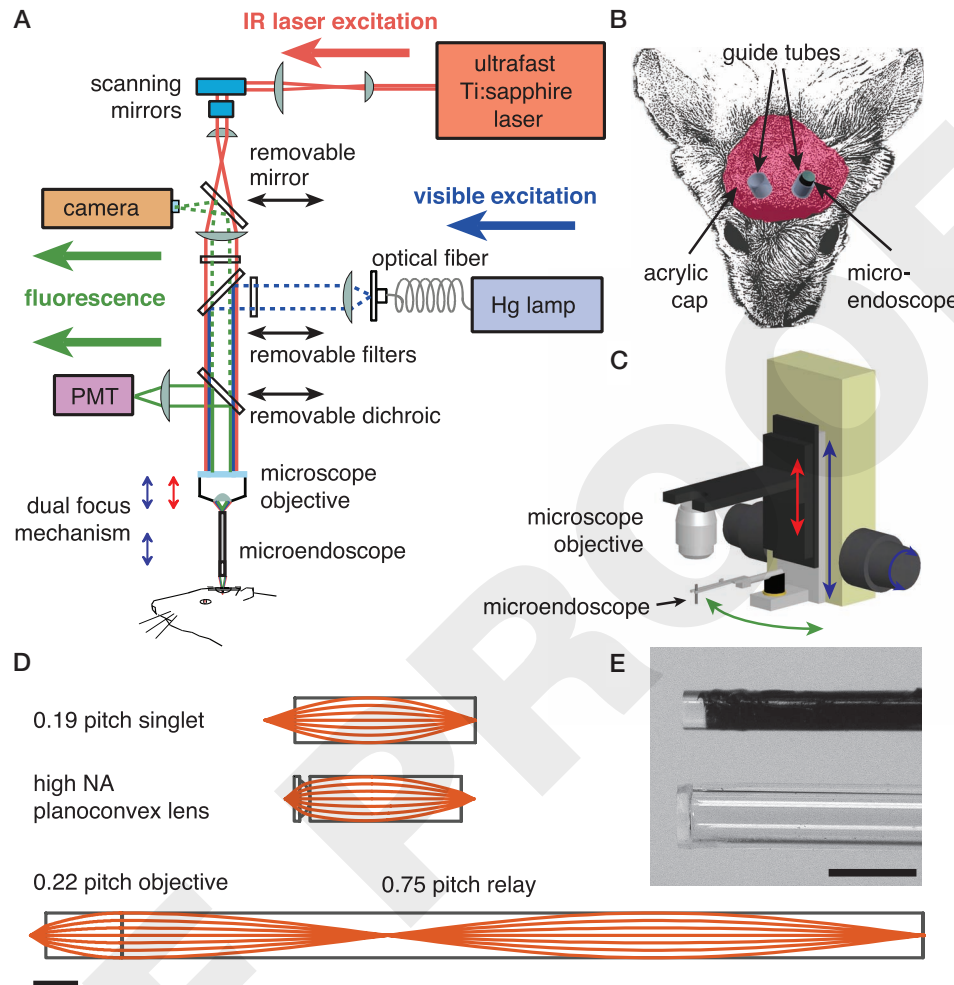 A
IR laser excitation
ultrafast
Ti:sapphire
laser
scanning
mirrors
removable
mirror
camera
visible excitation
optical fiber
fluorescence
Hg lamp
removable filters
PMT
removable dichroic
microscope
objective
dual focus
mechanism
microendoscope
B
guide tubes
acrylic
cap
micro-
endoscope
C
microscope
objective
microendoscope
D
0.19 pitch singlet
high NA
planoconvex lens
0.22 pitch objective
0.75 pitch relay
E
E PROOF